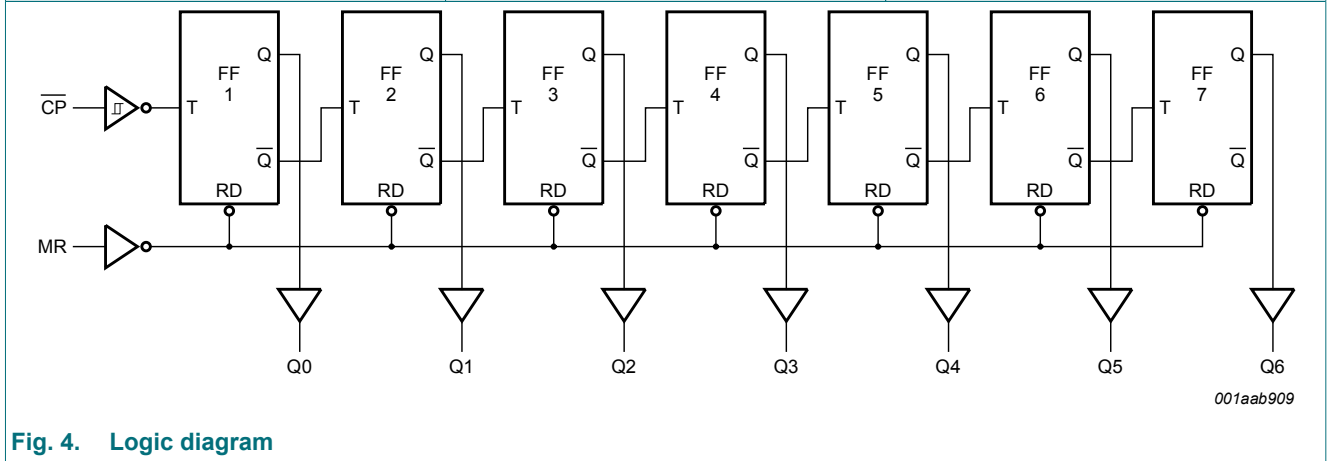 Q Q Q Q Q Q Q
FF FF FF FF FF FF FF
1 2 3 4 5 6 7
C̅P̅ T T T T T T T
Q̅ Q̅ Q̅ Q̅ Q̅ Q̅ Q̅
RD RD RD RD RD RD RD
MR
Q0 Q1 Q2 Q3 Q4 Q5 Q6
001aab909
Fig. 4. Logic diagram